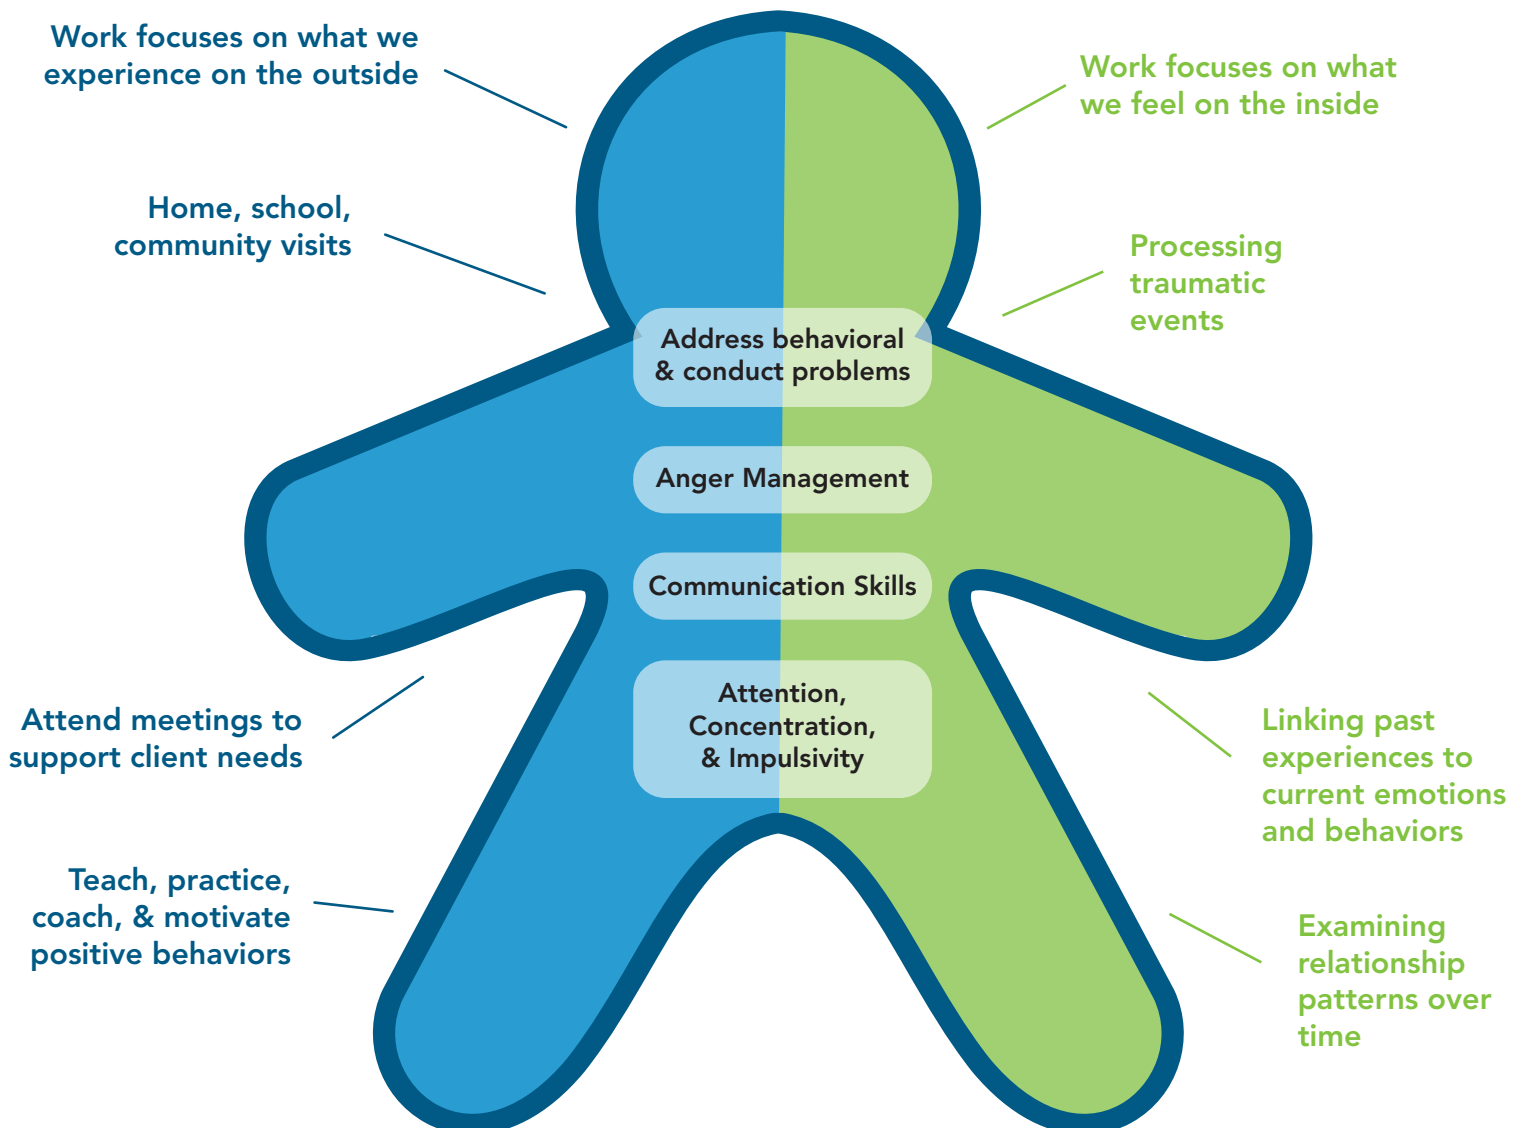 Work focuses on what we
experience on the outside
Home, school,
community visits
Attend meetings to
support client needs
Teach, practice,
coach, & motivate
positive behaviors
Address behavioral
& conduct problems
Anger Management
Communication Skills
Attention,
Concentration,
& Impulsivity
Work focuses on what
we feel on the inside
Processing
traumatic
events
Linking past
experiences to
current emotions
and behaviors
Examining
relationship
patterns over
time